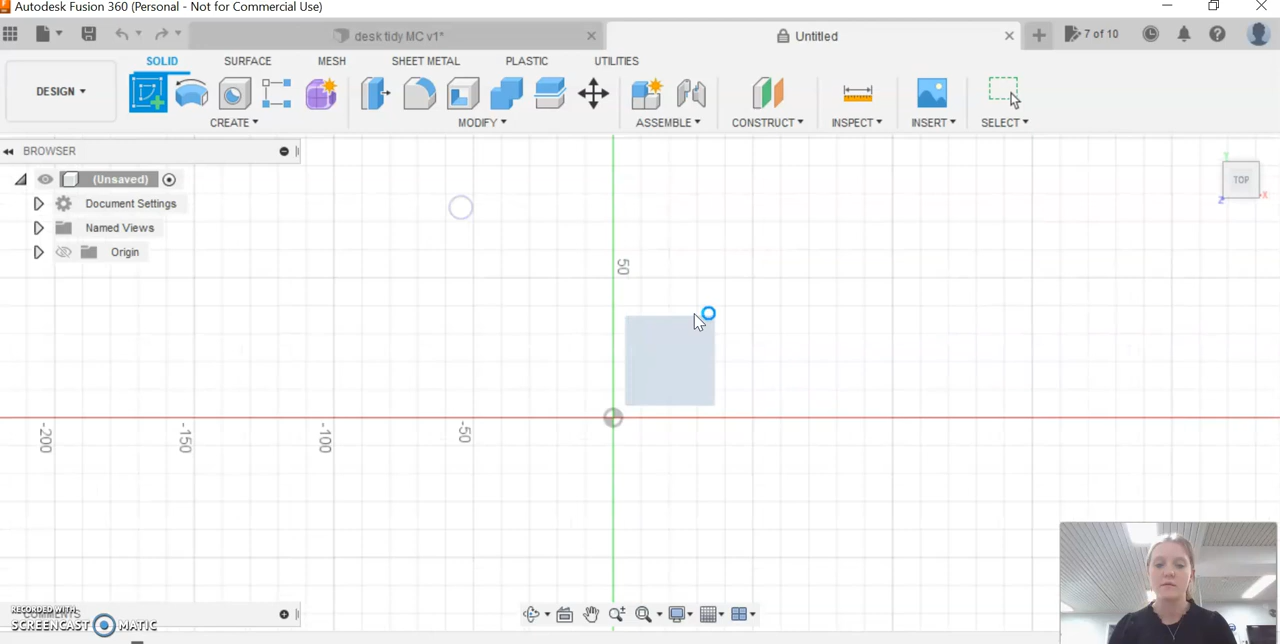 Autodesk Fusion 360 (Personal - Not for Commercial Use)
desk tidy MC v1*
Untitled
7 of 10
SOLID SURFACE MESH SHEET METAL PLASTIC UTILITIES
DESIGN
CREATE MODIFY ASSEMBLE CONSTRUCT INSPECT INSERT SELECT
BROWSER
(Unsaved)
Document Settings
Named Views
Origin
TOP
X
Z
50
-200
-150
-100
-50
COMMENTS
RECORDED WITH
SCREENCAST MATIC